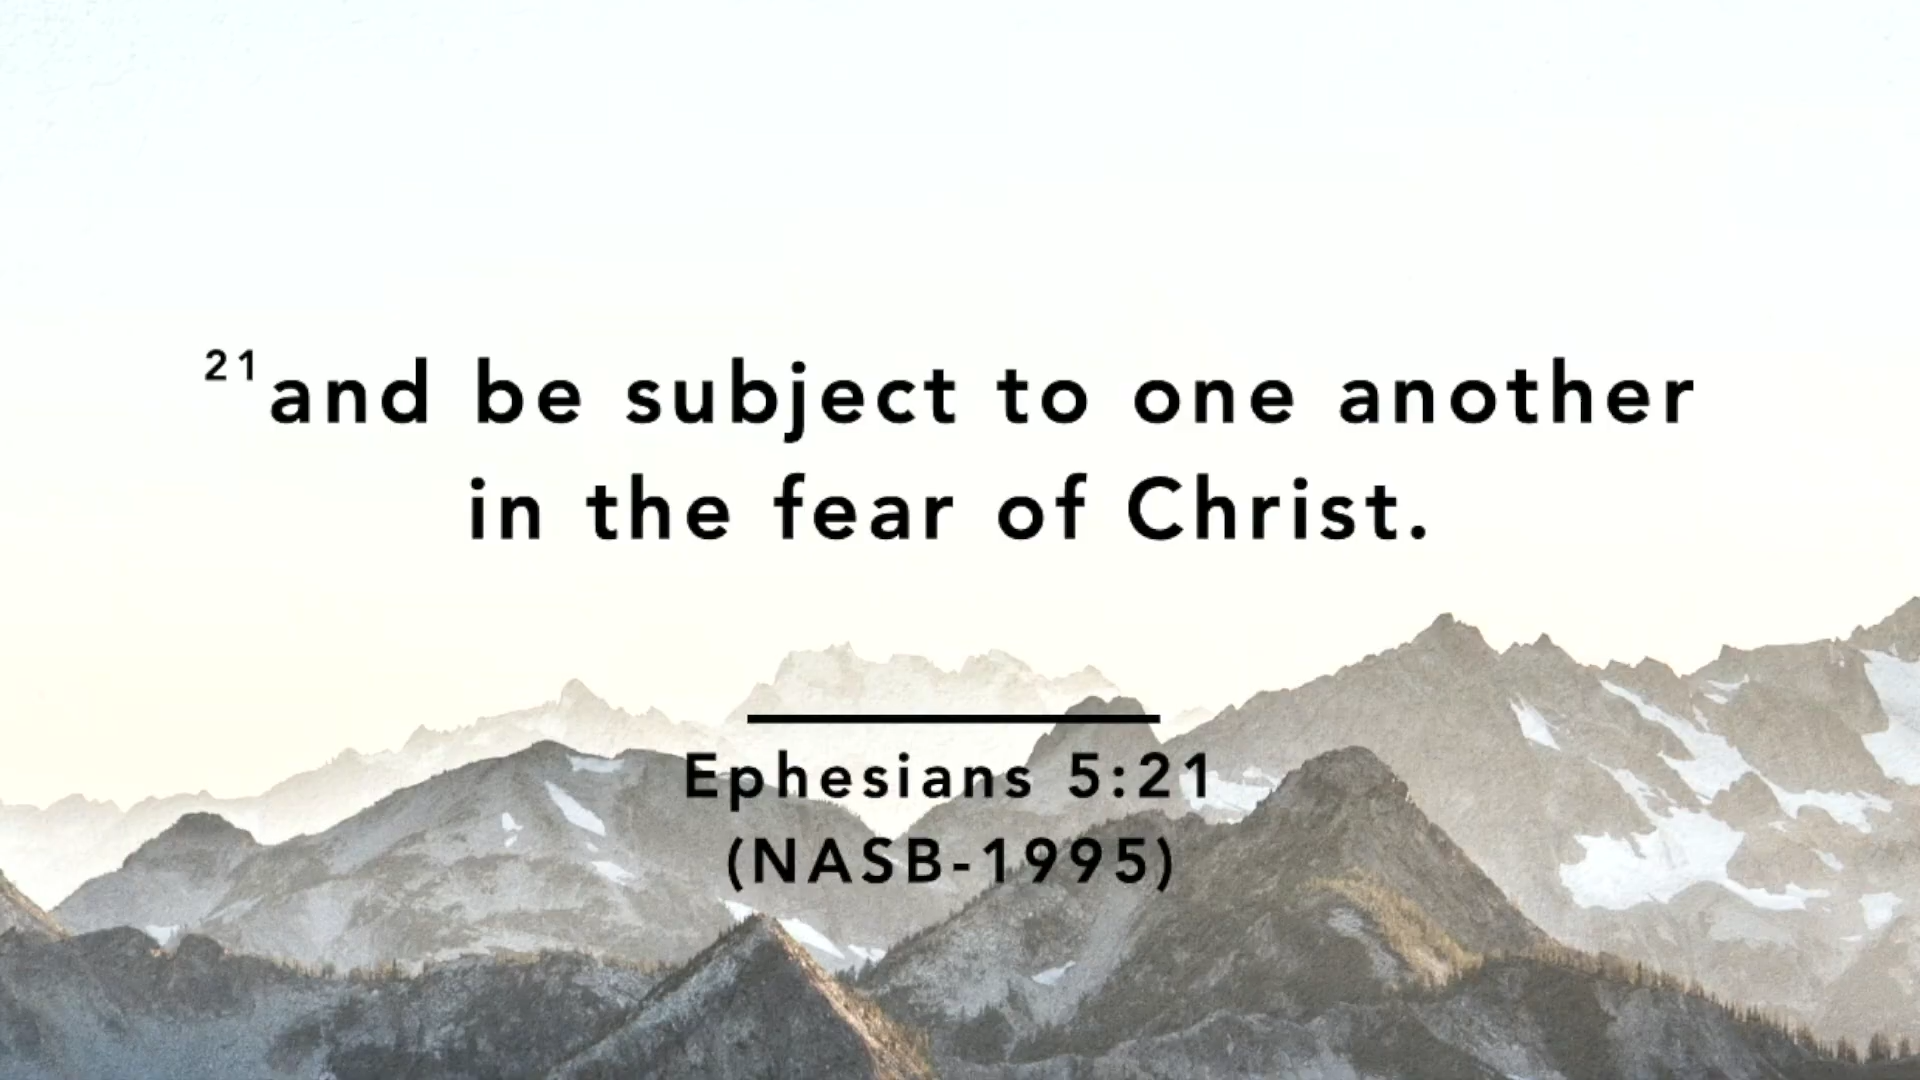 21and be subject to one another
in the fear of Christ.
Ephesians 5:21
(NASB-1995)